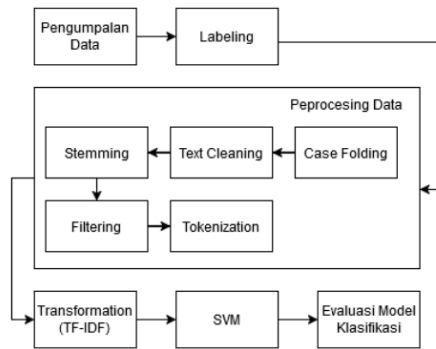 Pengumpalan
Data
Labeling
Peprocesing Data
Stemming
Text Cleaning
Case Folding
Filtering
Tokenization
Transformation
(TF-IDF)
SVM
Evaluasi Model
Klasifikasi